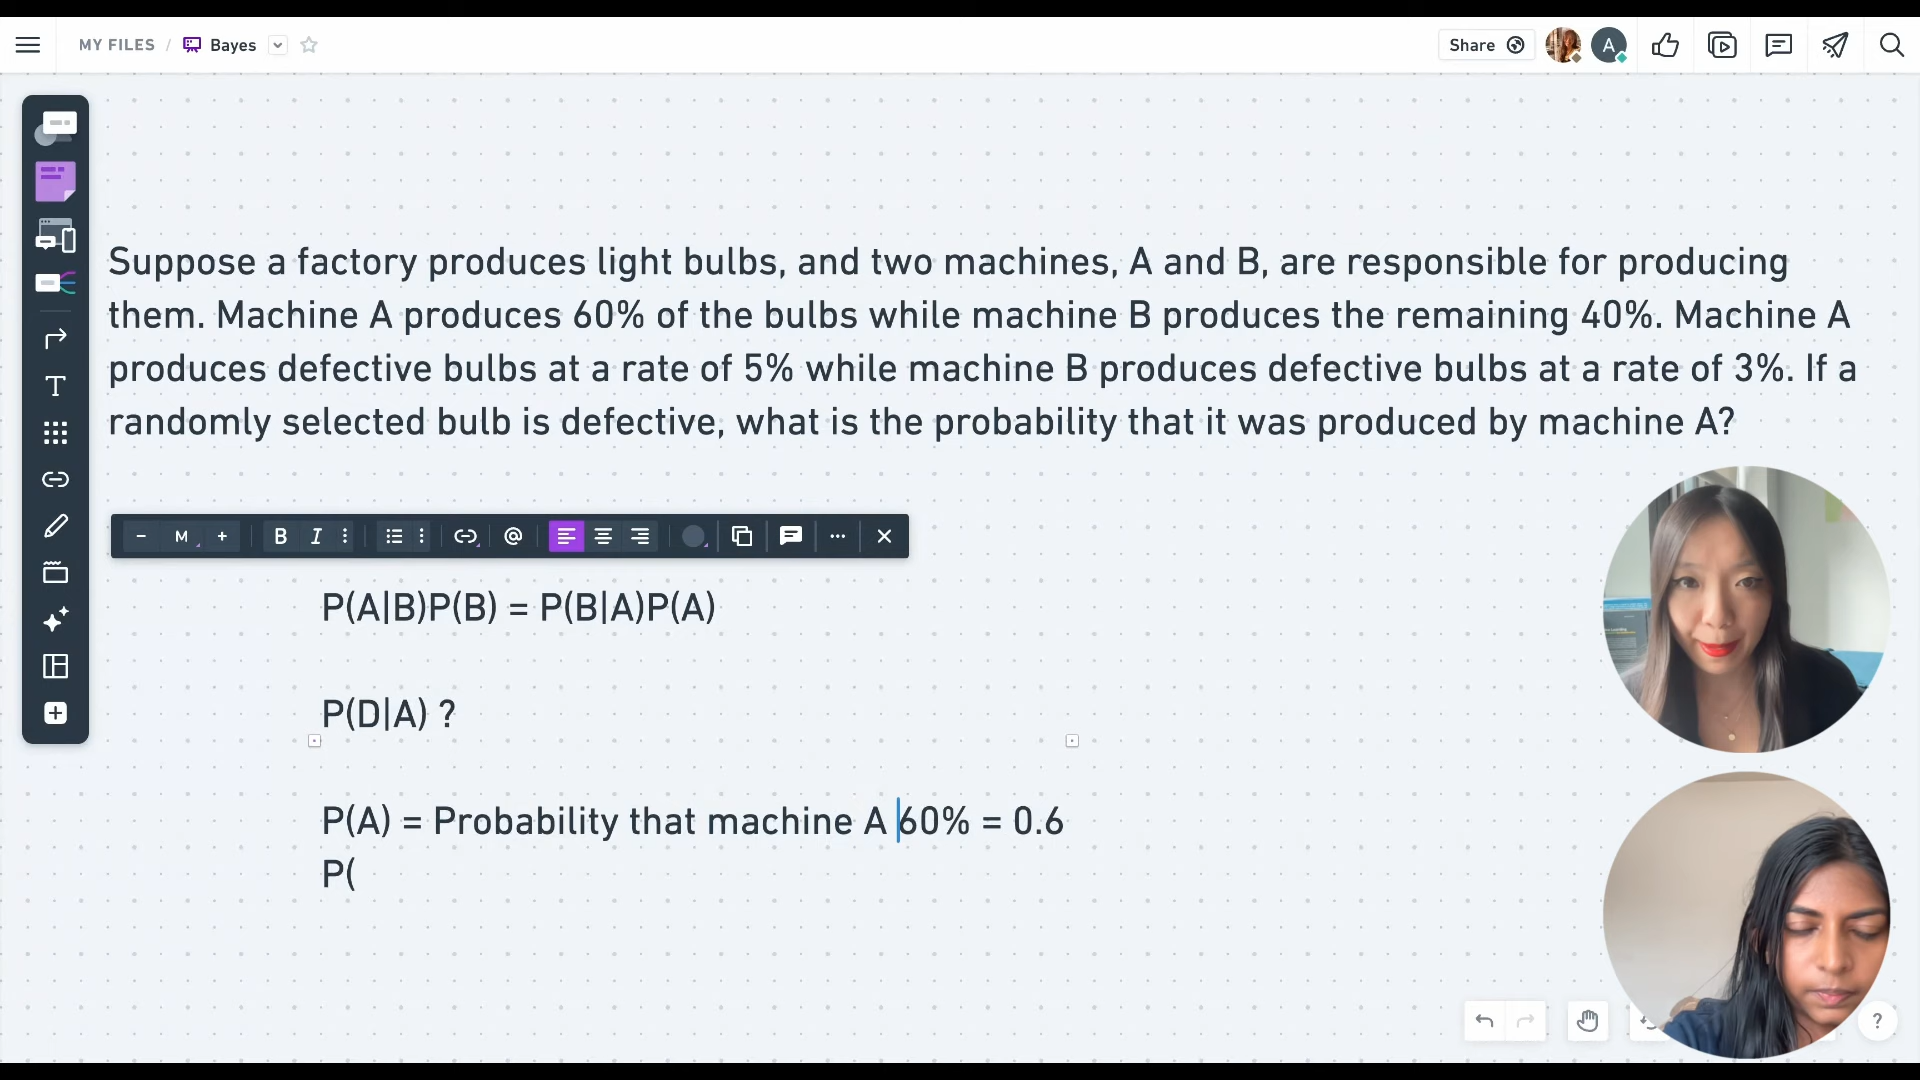 MY FILES / Bayes
Share
A
Suppose a factory produces light bulbs, and two machines, A and B, are responsible for producing
them. Machine A produces 60% of the bulbs while machine B produces the remaining 40%. Machine A
produces defective bulbs at a rate of 5% while machine B produces defective bulbs at a rate of 3%. If a
randomly selected bulb is defective, what is the probability that it was produced by machine A?
T
- M + B I @
P(A|B)P(B) = P(B|A)P(A)
P(D|A) ?
P(A) = Probability that machine A 60% = 0.6
P(
?